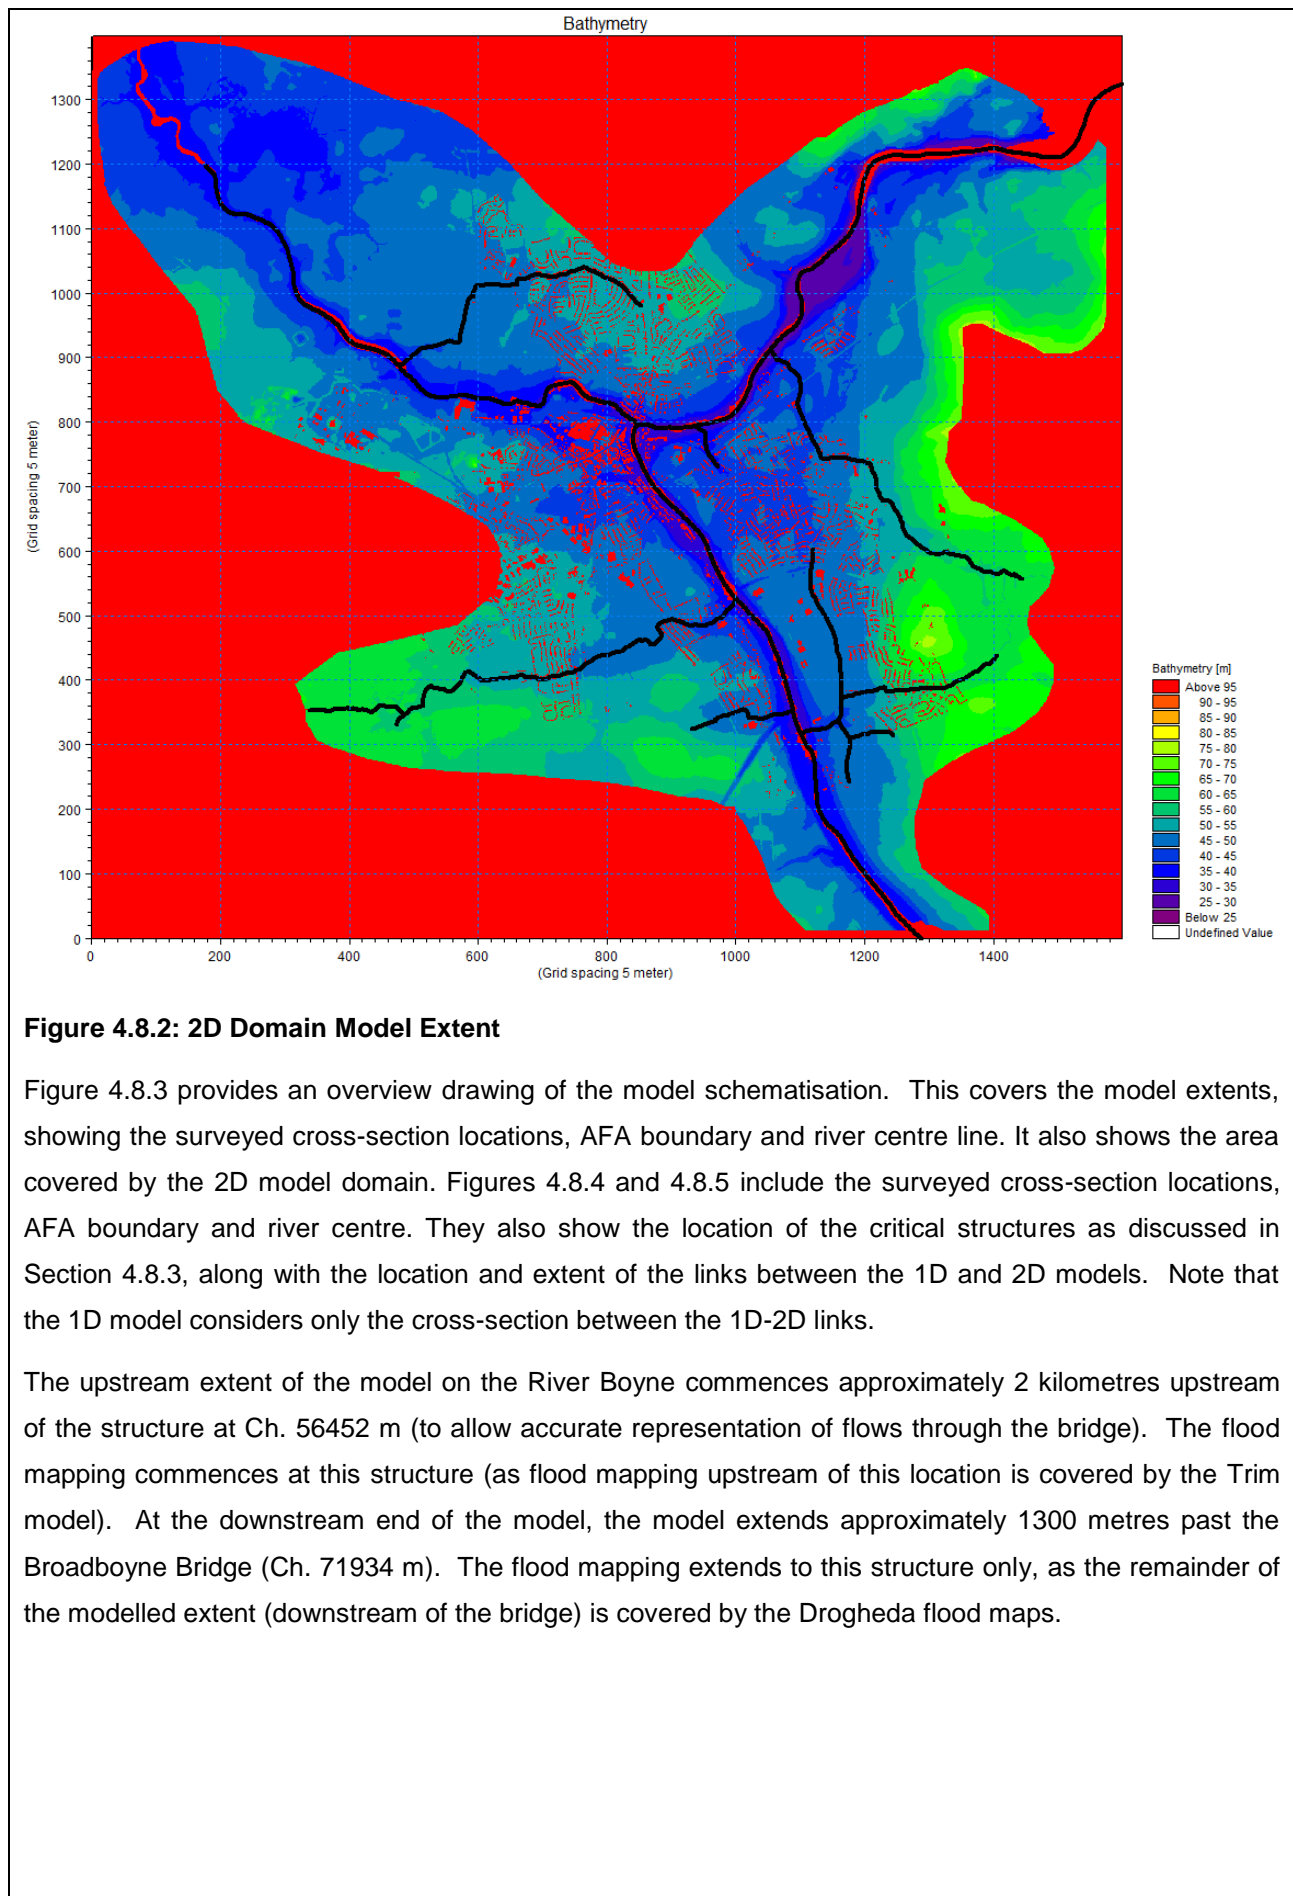 Bathymetry
1300
1200
1100
1000
900
800
700
600
500
400
300
200
100
0
(Grid spacing 5 meter)
0
200
400
600
800
1000
1200
1400
(Grid spacing 5 meter)
Bathymetry [m]
Above 95
90 - 95
85 - 90
80 - 85
75 - 80
70 - 75
65 - 70
60 - 65
55 - 60
50 - 55
45 - 50
40 - 45
35 - 40
30 - 35
25 - 30
Below 25
Undefined Value
Figure 4.8.2: 2D Domain Model Extent
Figure 4.8.3 provides an overview drawing of the model schematisation. This covers the model extents,
showing the surveyed cross-section locations, AFA boundary and river centre line. It also shows the area
covered by the 2D model domain. Figures 4.8.4 and 4.8.5 include the surveyed cross-section locations,
AFA boundary and river centre. They also show the location of the critical structures as discussed in
Section 4.8.3, along with the location and extent of the links between the 1D and 2D models. Note that
the 1D model considers only the cross-section between the 1D-2D links.
The upstream extent of the model on the River Boyne commences approximately 2 kilometres upstream
of the structure at Ch. 56452 m (to allow accurate representation of flows through the bridge). The flood
mapping commences at this structure (as flood mapping upstream of this location is covered by the Trim
model). At the downstream end of the model, the model extends approximately 1300 metres past the
Broadboyne Bridge (Ch. 71934 m). The flood mapping extends to this structure only, as the remainder of
the modelled extent (downstream of the bridge) is covered by the Drogheda flood maps.